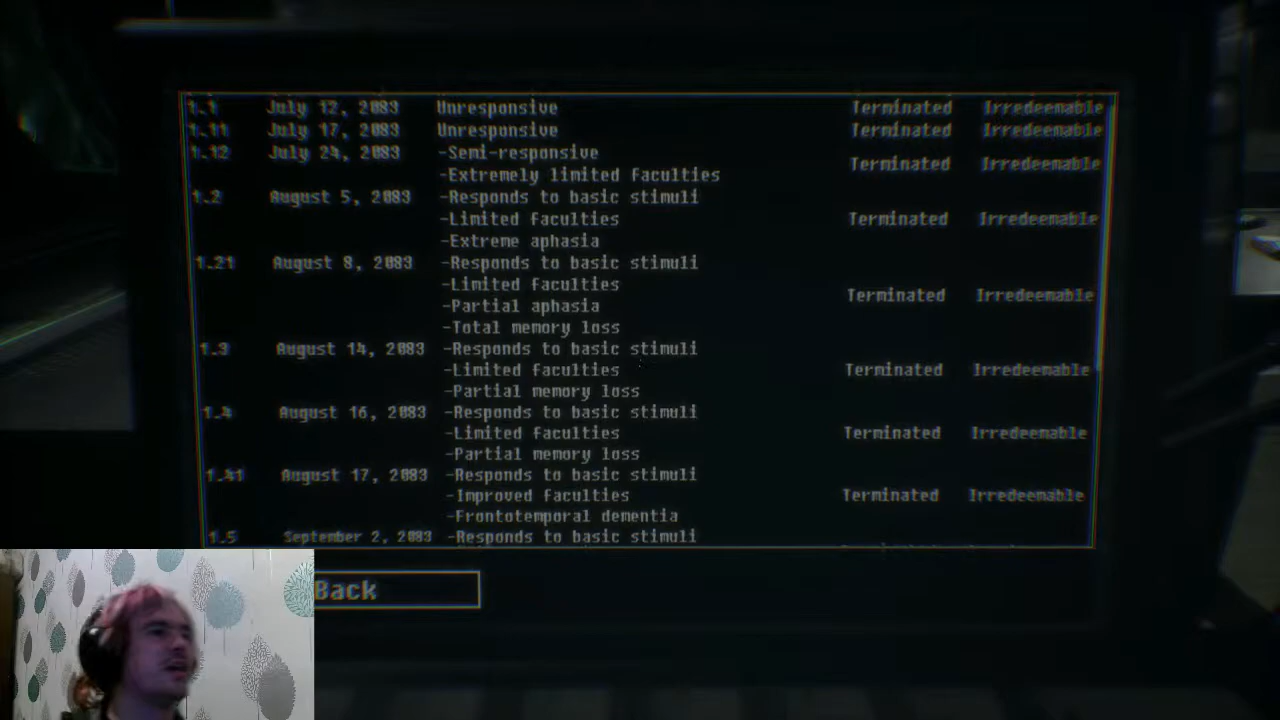 1.1 July 12, 2083 Unresponsive Terminated Irredeemable
1.11 July 17, 2083 Unresponsive Terminated Irredeemable
1.12 July 24, 2083 -Semi-responsive Terminated Irredeemable
-Extremely limited faculties
1.2 August 5, 2083 -Responds to basic stimuli
-Limited faculties Terminated Irredeemable
-Extreme aphasia
1.21 August 8, 2083 -Responds to basic stimuli
-Limited faculties Terminated Irredeemable
-Partial aphasia
-Total memory loss
1.3 August 14, 2083 -Responds to basic stimuli
-Limited faculties Terminated Irredeemable
-Partial memory loss
1.4 August 16, 2083 -Responds to basic stimuli
-Limited faculties Terminated Irredeemable
-Partial memory loss
1.41 August 17, 2083 -Responds to basic stimuli
-Improved faculties Terminated Irredeemable
-Frontotemporal dementia
1.5 September 2, 2083 -Responds to basic stimuli
Back